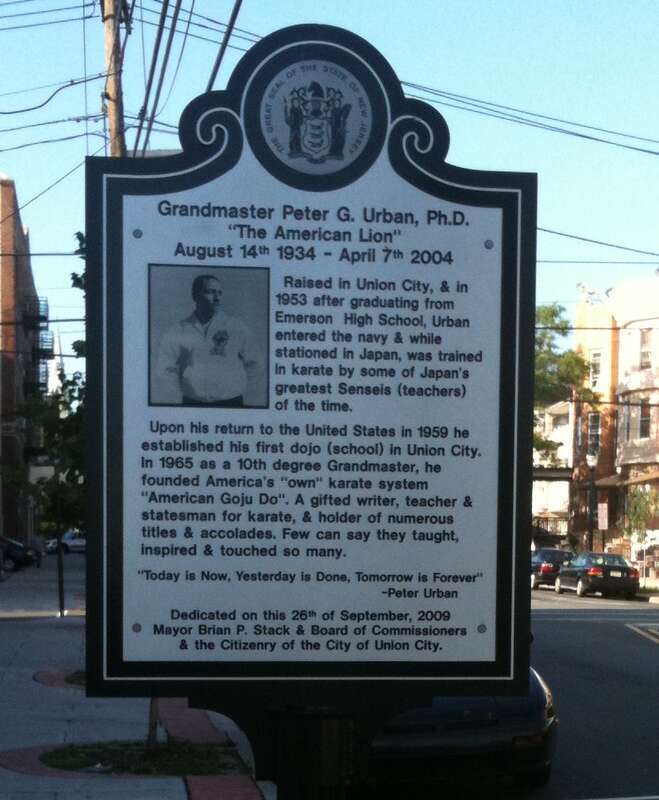 THE GREAT SEAL OF THE STATE OF NEW JERSEY
Grandmaster Peter G. Urban, Ph.D.
"The American Lion"
August 14th 1934 - April 7th 2004
Raised in Union City, & in
1953 after graduating from
Emerson High School, Urban
entered the navy & while
stationed in Japan, was trained
in karate by some of Japan's
greatest Senseis (teachers)
of the time.
Upon his return to the United States in 1959 he
established his first dojo (school) in Union City.
In 1965 as a 10th degree Grandmaster, he
founded America's "own" karate system
"American Goju Do". A gifted writer, teacher &
statesman for karate, & holder of numerous
titles & accolades. Few can say they taught,
inspired & touched so many.
"Today is Now, Yesterday is Done, Tomorrow is Forever"
-Peter Urban
Dedicated on this 26th of September, 2009
Mayor Brian P. Stack & Board of Commissioners
& the Citizenry of the City of Union City.